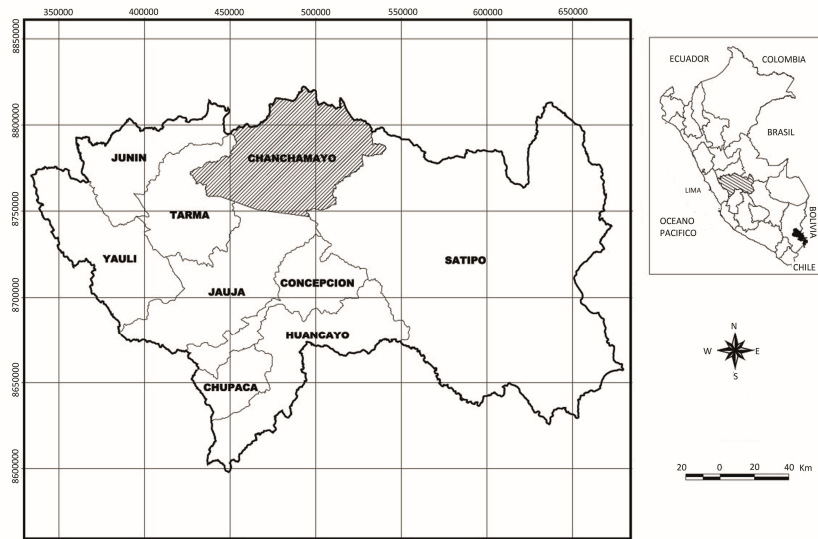 350000 400000 450000 500000 550000 600000 650000
8850000
8800000
8750000
8700000
8650000
8600000
JUNIN
CHANCHAMAYO
TARMA
YAULI
SATIPO
JAUJA
CONCEPCION
HUANCAYO
CHUPACA
ECUADOR
COLOMBIA
BRASIL
LIMA
OCEANO
PACIFICO
BOLIVIA
CHILE
N
W E
S
20 0 20 40 Km